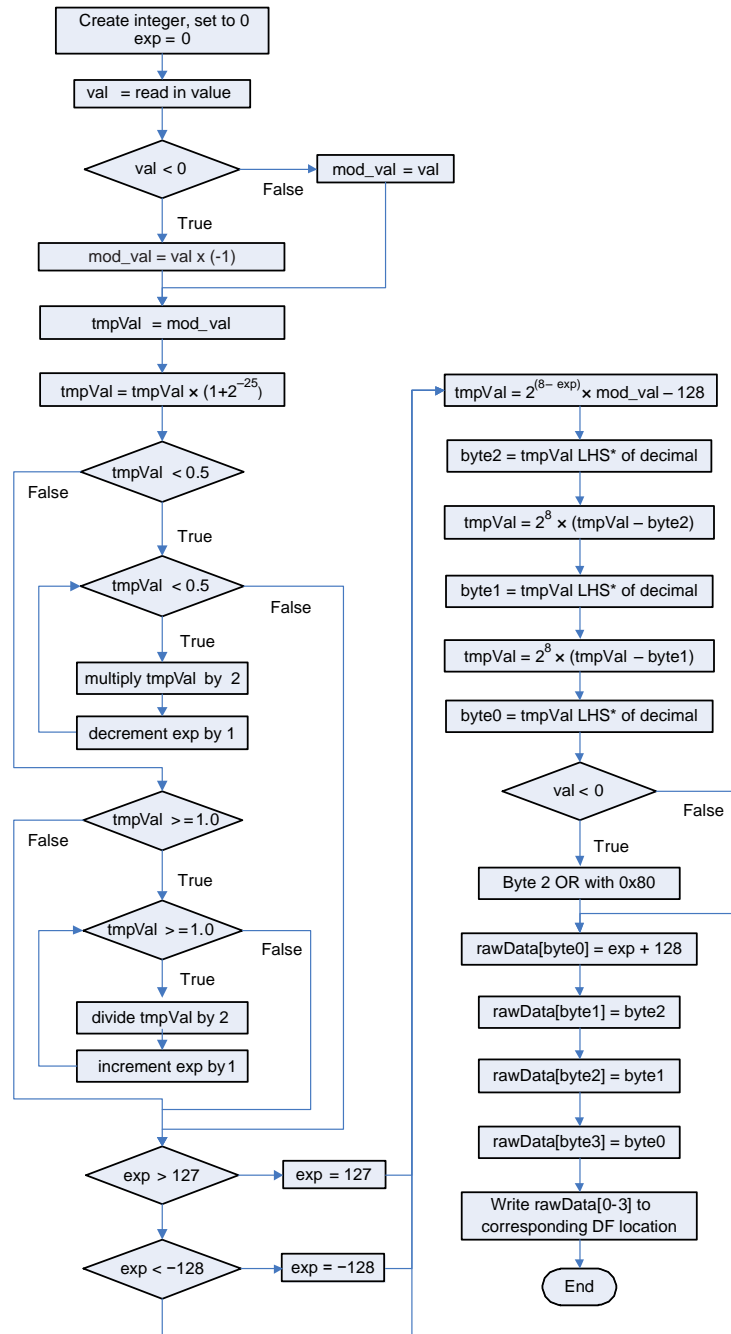 Create integer, set to 0
exp = 0
val = read in value
val < 0
False
mod_val = val
True
mod_val = val x (-1)
tmpVal = mod_val
tmpVal = tmpVal × (1+2^–25)
tmpVal < 0.5
False
True
tmpVal < 0.5
False
True
multiply tmpVal by 2
decrement exp by 1
tmpVal >=1.0
False
True
tmpVal >=1.0
False
True
divide tmpVal by 2
increment exp by 1
exp > 127
exp = 127
exp < −128
exp = −128
tmpVal = 2^(8– exp) × mod_val – 128
byte2 = tmpVal LHS* of decimal
tmpVal = 2^8 × (tmpVal – byte2)
byte1 = tmpVal LHS* of decimal
tmpVal = 2^8 × (tmpVal – byte1)
byte0 = tmpVal LHS* of decimal
val < 0
False
True
Byte 2 OR with 0x80
rawData[byte0] = exp + 128
rawData[byte1] = byte2
rawData[byte2] = byte1
rawData[byte3] = byte0
Write rawData[0-3] to
corresponding DF location
End